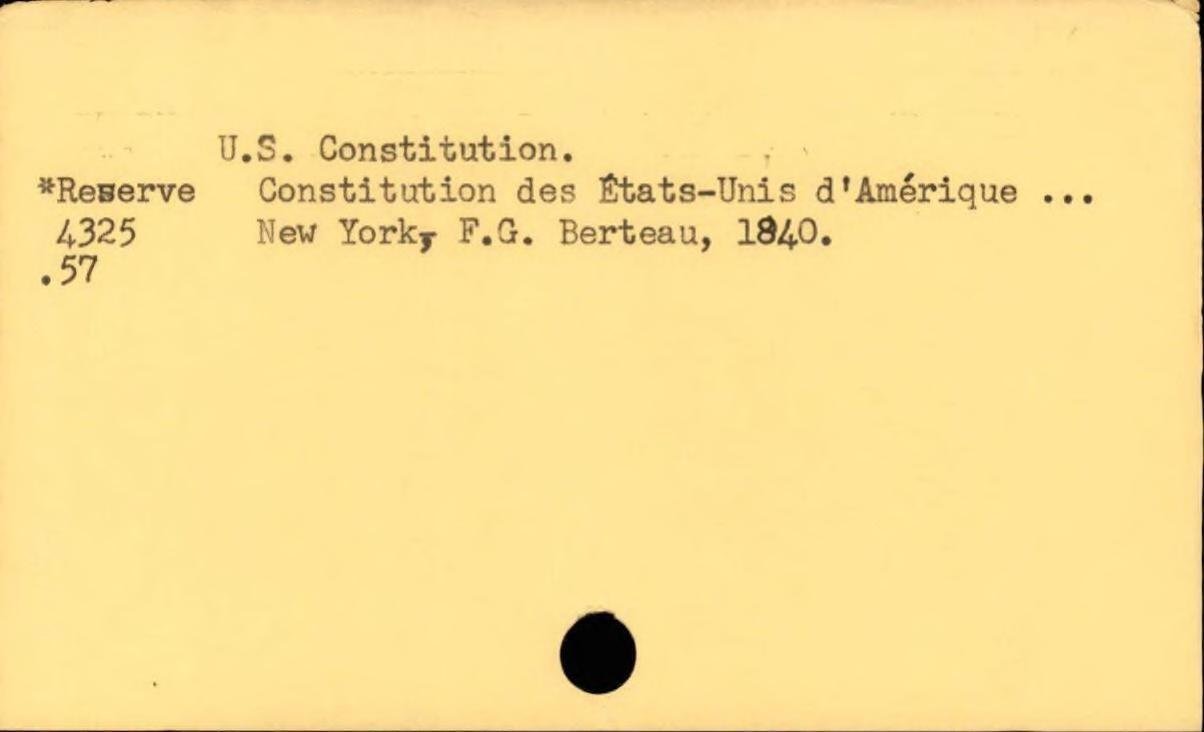 U.S. Constitution.
*Reserve Constitution des États-Unis d'Amérique ...
4325 New York, F.G. Berteau, 1840.
.57